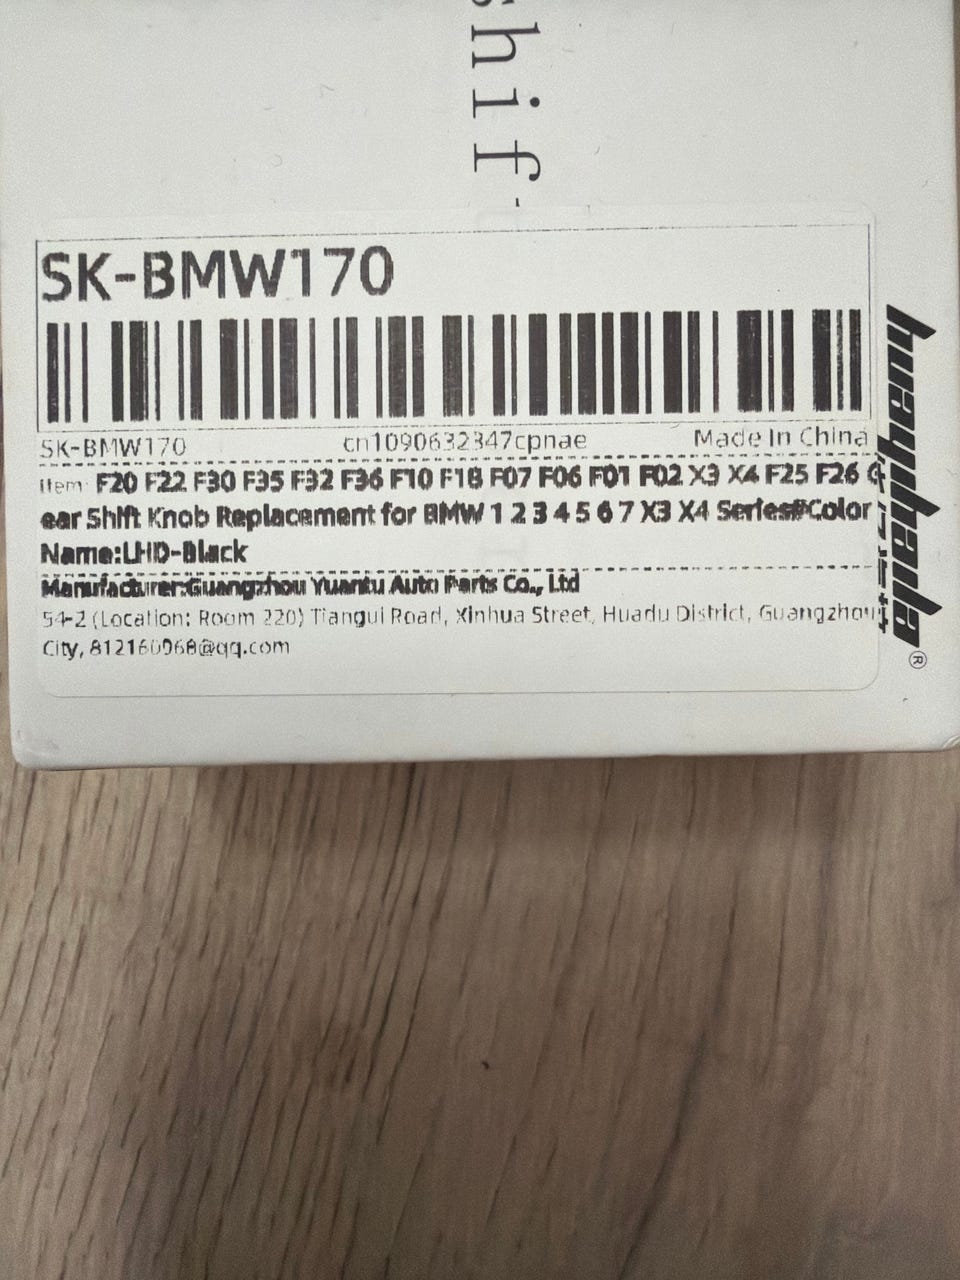 shif-
SK-BMW170
SK-BMW170 cn1090632347cpnae Made In China
Item: F20 F22 F30 F35 F32 F36 F10 F18 F07 F06 F01 F02 X3 X4 F25 F26 G
ear Shift Knob Replacement for BMW 1 2 3 4 5 6 7 X3 X4 Series#Color
Name:LHD-Black
Manufacturer:Guangzhou Yuantu Auto Parts Co., Ltd
54-2 (Location: Room 220) Tiangui Road, Xinhua Street, Huadu District, Guangzhou
City, 812160068@qq.com
huayhaula®